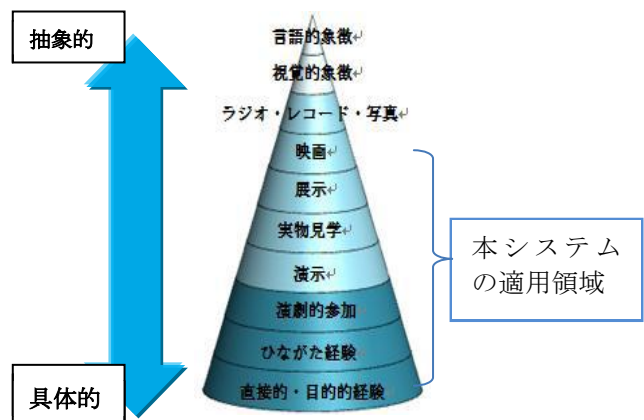 抽象的
言語的象徴↵
視覚的象徴↵
ラジオ・レコード・写真↵
映画↵
展示↵
実物見学↵
演示↵
演劇的参加
ひながた経験
直接的・目的的経験
具体的
本システム
の適用領域